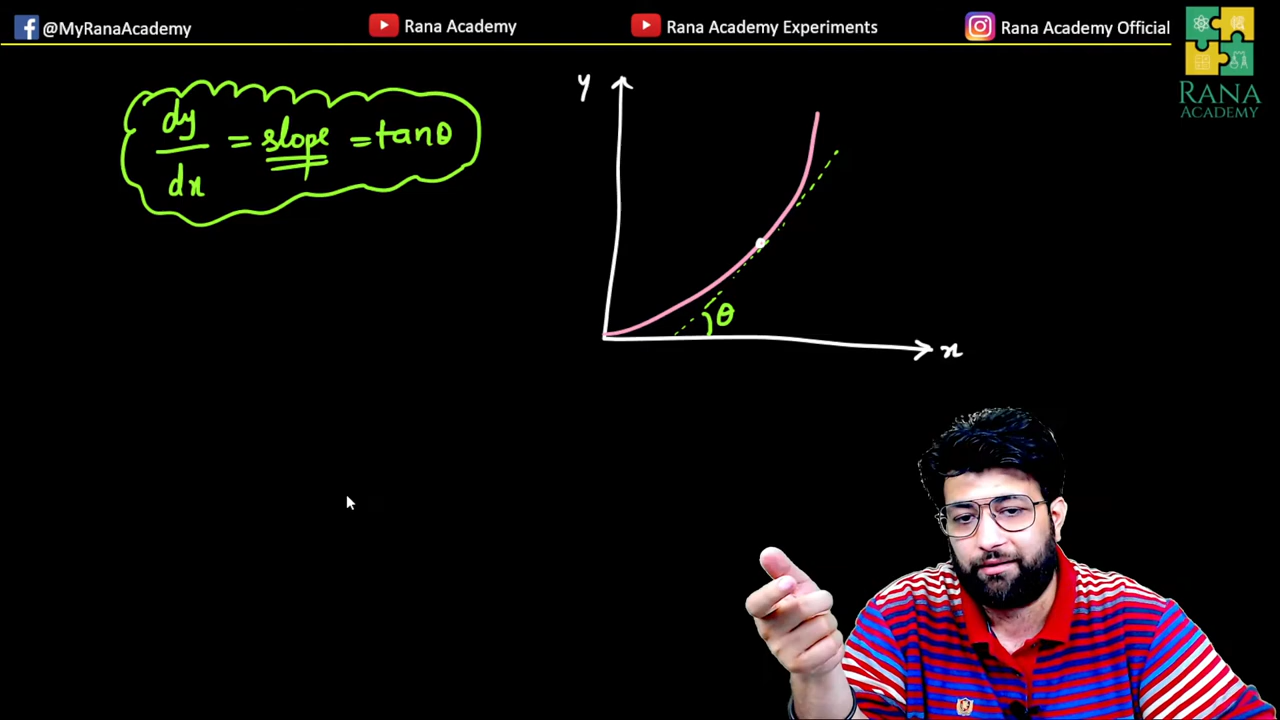 @MyRanaAcademy
Rana Academy
Rana Academy Experiments
Rana Academy Official
RANA
ACADEMY
dy/dx = slope = tanθ
y
θ
x